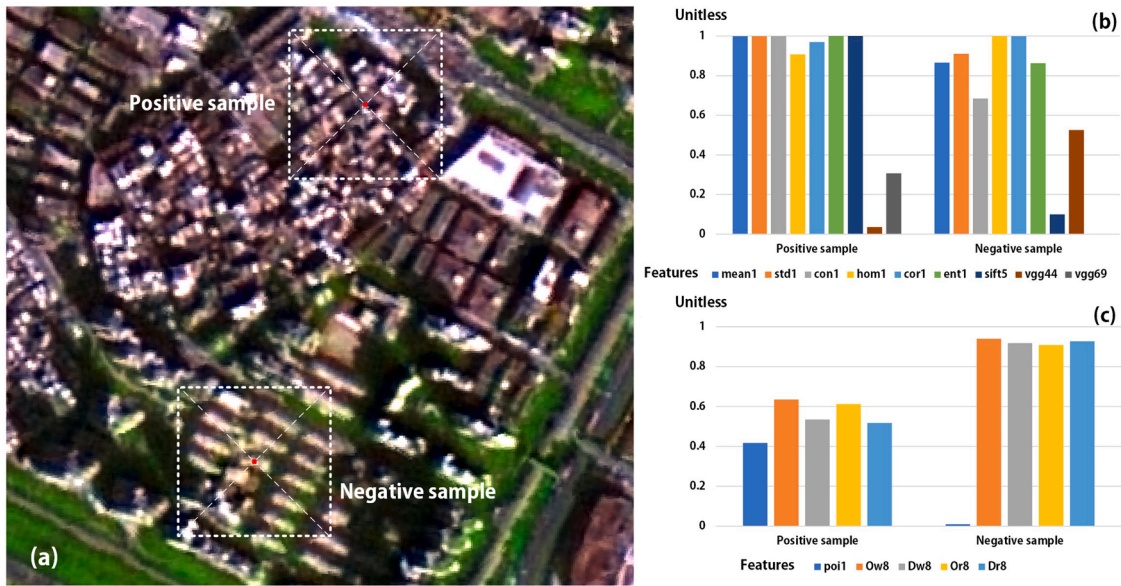 Positive sample
Negative sample
(a)
Unitless
(b)
1
0.8
0.6
0.4
0.2
0
Positive sample
Negative sample
Features mean1 std1 con1 hom1 cor1 ent1 sift5 vgg44 vgg69
Unitless
(c)
1
0.8
0.6
0.4
0.2
0
Positive sample
Negative sample
Features poi1 Ow8 Dw8 Or8 Dr8